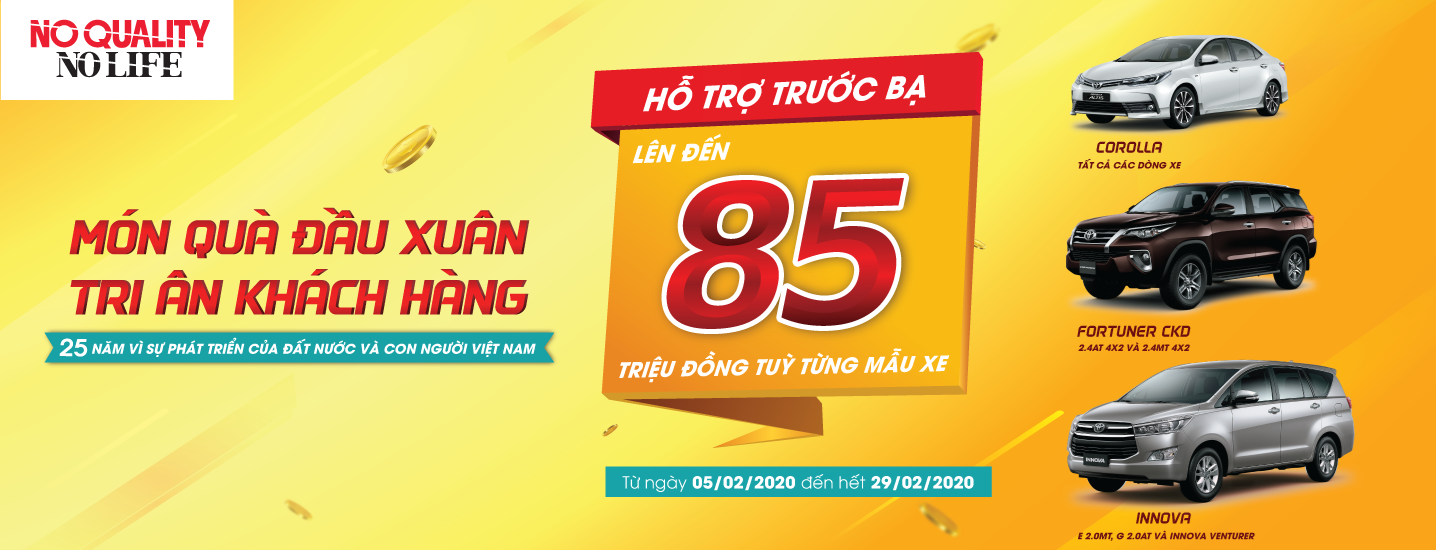 NO QUALITY
NO LIFE
MÓN QUÀ ĐẦU XUÂN
TRI ÂN KHÁCH HÀNG
25 NĂM VÌ SỰ PHÁT TRIỂN CỦA ĐẤT NƯỚC VÀ CON NGƯỜI VIỆT NAM
HỖ TRỢ TRƯỚC BẠ
LÊN ĐẾN
85
TRIỆU ĐỒNG TUỲ TỪNG MẪU XE
Từ ngày 05/02/2020 đến hết 29/02/2020
ALTIS
COROLLA
TẤT CẢ CÁC DÒNG XE
FORTUNER CKD
2.4AT 4X2 VÀ 2.4MT 4X2
INNOVA
INNOVA
E 2.0MT, G 2.0AT VÀ INNOVA VENTURER